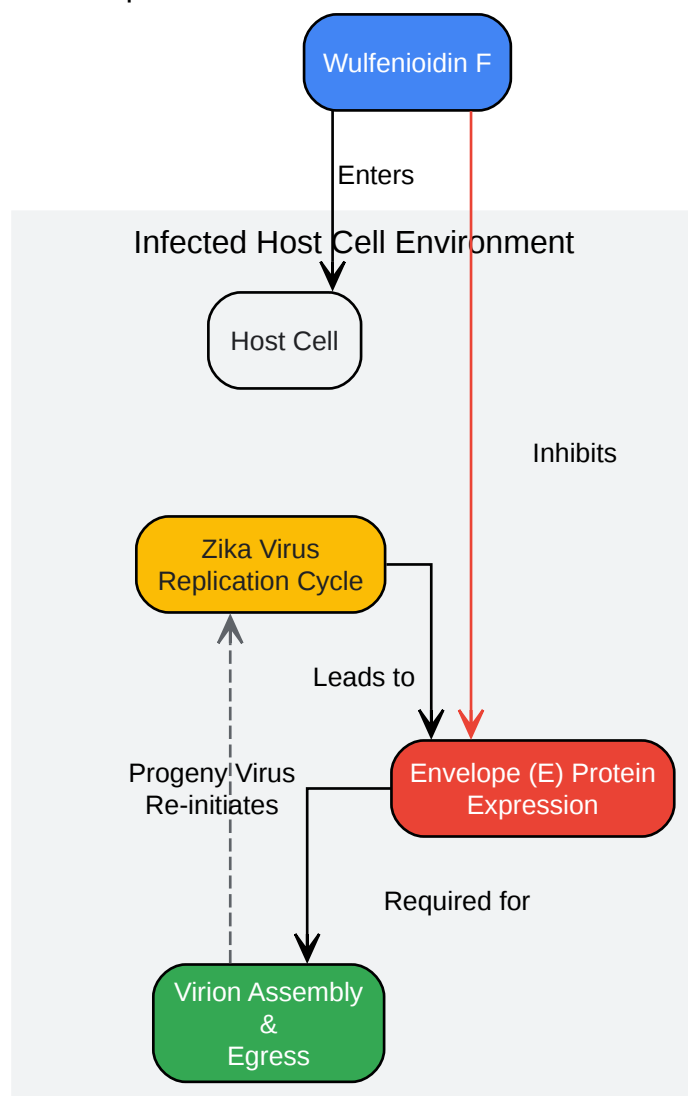 Wulfenioidin F
Enters
Infected Host Cell Environment
Host Cell
Inhibits
Zika Virus
Replication Cycle
Leads to
Envelope (E) Protein
Expression
Progeny Virus
Re-initiates
Required for
Virion Assembly
&
Egress